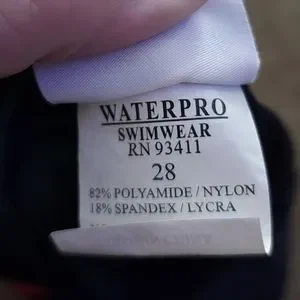 WATERPRO
SWIMWEAR
RN 93411
28
82% POLYAMIDE / NYLON
18% SPANDEX / LYCRA